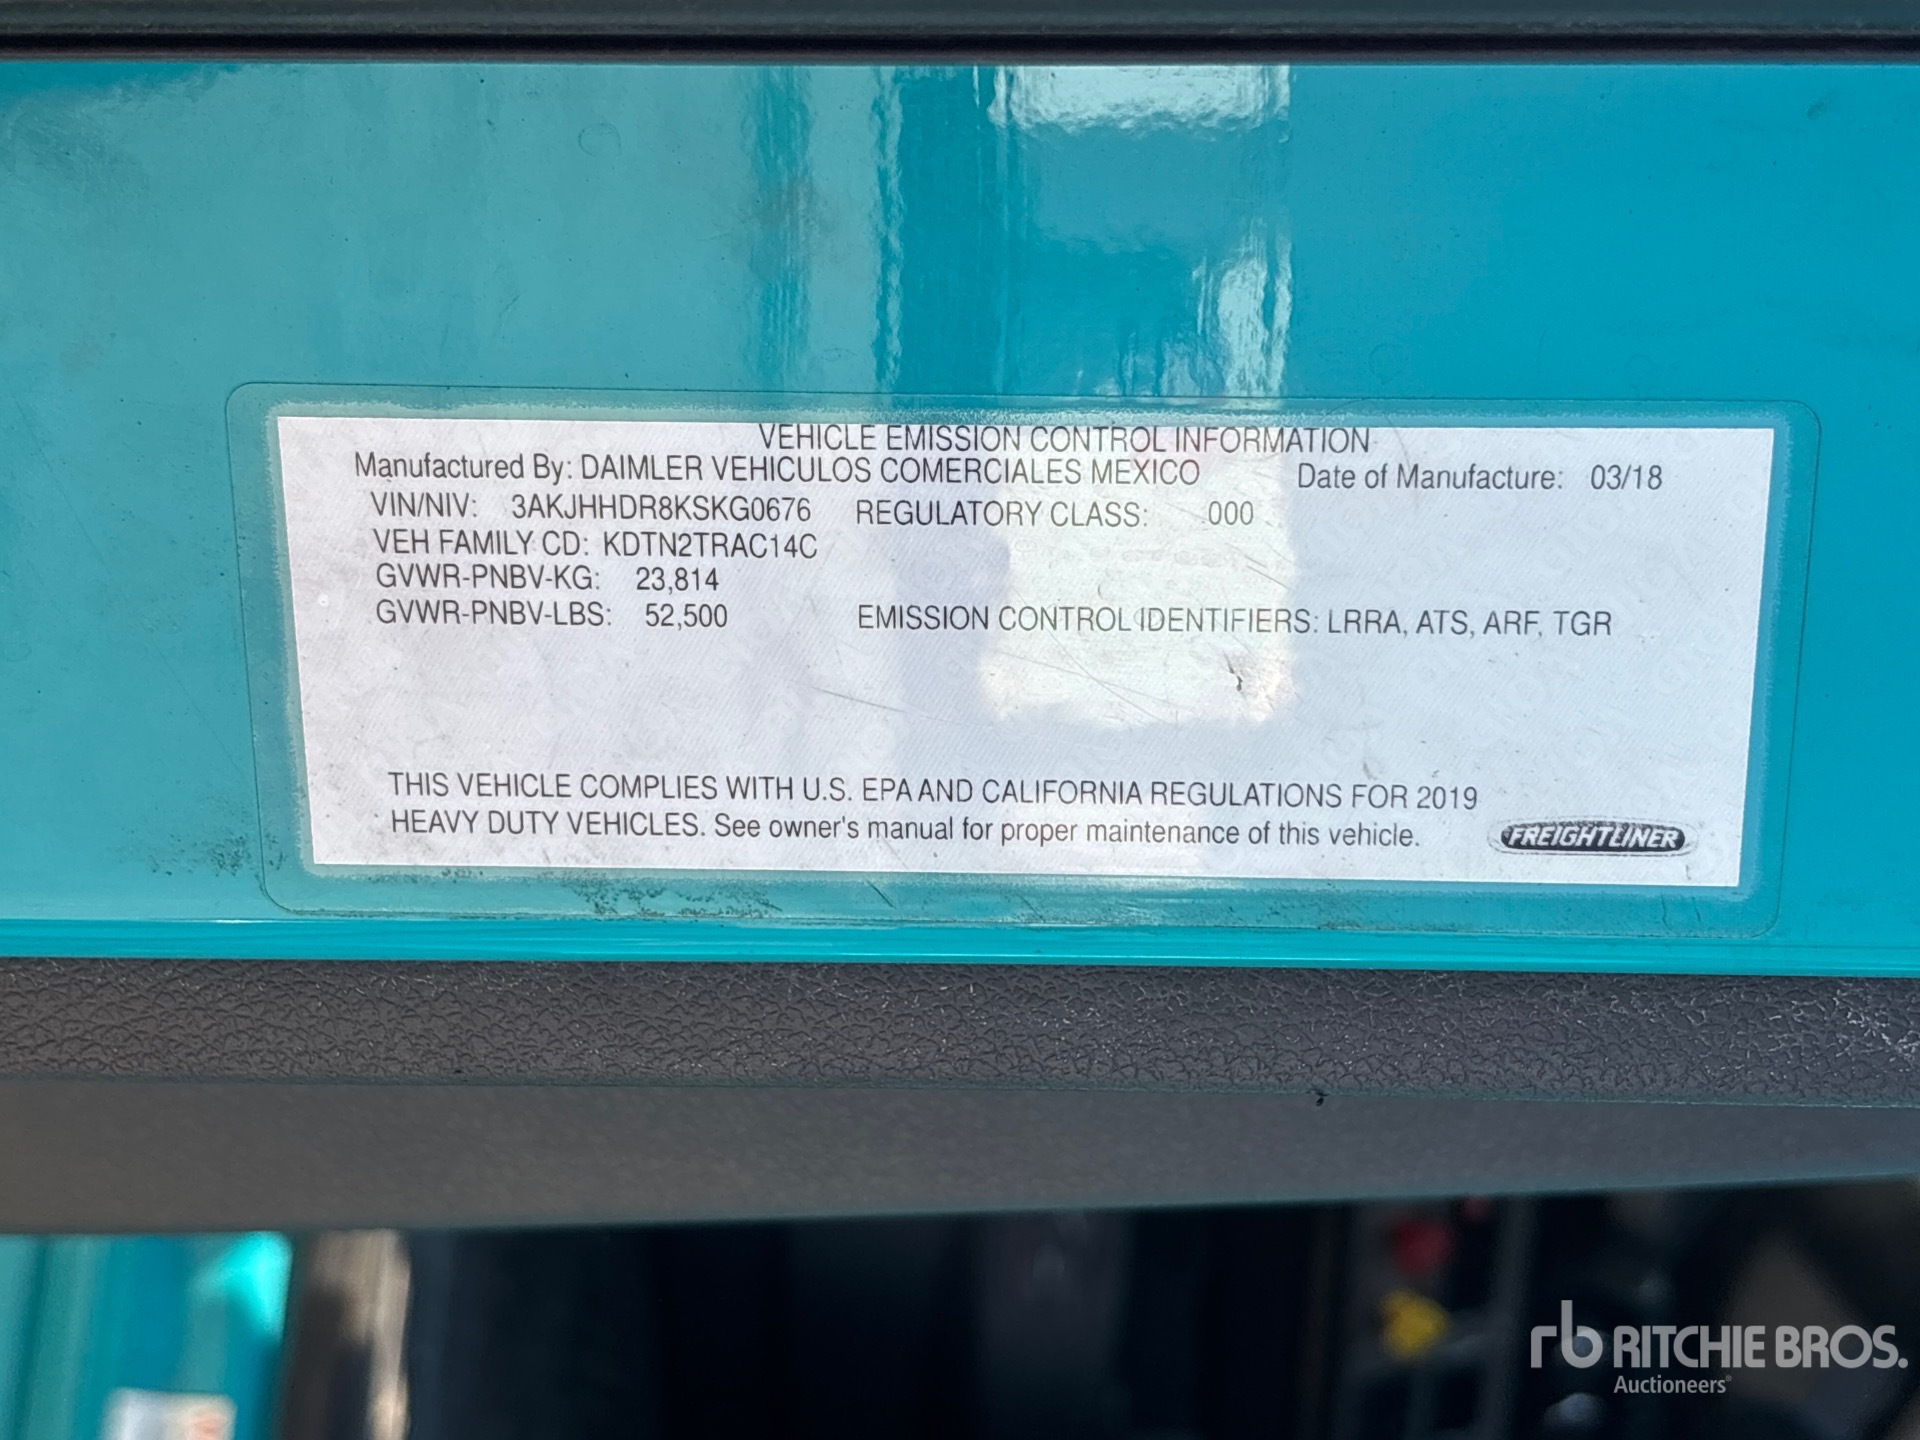 VEHICLE EMISSION CONTROL INFORMATION
Manufactured By: DAIMLER VEHICULOS COMERCIALES MEXICO Date of Manufacture: 03/18
VIN/NIV: 3AKJHHDR8KSKG0676 REGULATORY CLASS: 000
VEH FAMILY CD: KDTN2TRAC14C
GVWR-PNBV-KG: 23,814
GVWR-PNBV-LBS: 52,500 EMISSION CONTROL IDENTIFIERS: LRRA, ATS, ARF, TGR
THIS VEHICLE COMPLIES WITH U.S. EPA AND CALIFORNIA REGULATIONS FOR 2019
HEAVY DUTY VEHICLES. See owner's manual for proper maintenance of this vehicle.
FREIGHTLINER
rb RITCHIE BROS.
Auctioneers®